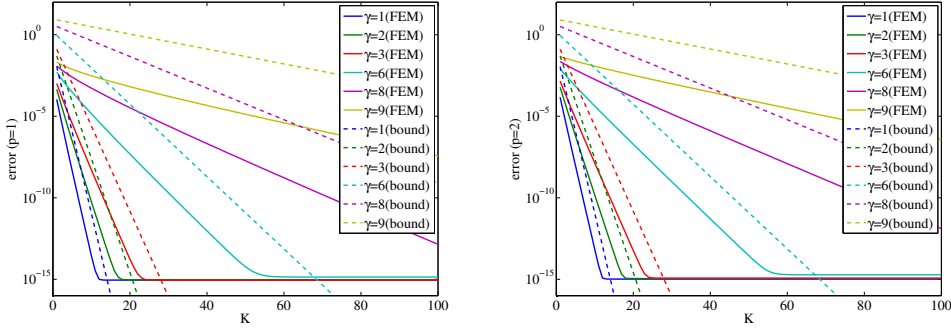 10^0
10^-5
10^-10
10^-15
error (p=1)
0
20
40
60
80
100
K
γ=1(FEM)
γ=2(FEM)
γ=3(FEM)
γ=6(FEM)
γ=8(FEM)
γ=9(FEM)
γ=1(bound)
γ=2(bound)
γ=3(bound)
γ=6(bound)
γ=8(bound)
γ=9(bound)
10^0
10^-5
10^-10
10^-15
error (p=2)
0
20
40
60
80
100
K
γ=1(FEM)
γ=2(FEM)
γ=3(FEM)
γ=6(FEM)
γ=8(FEM)
γ=9(FEM)
γ=1(bound)
γ=2(bound)
γ=3(bound)
γ=6(bound)
γ=8(bound)
γ=9(bound)